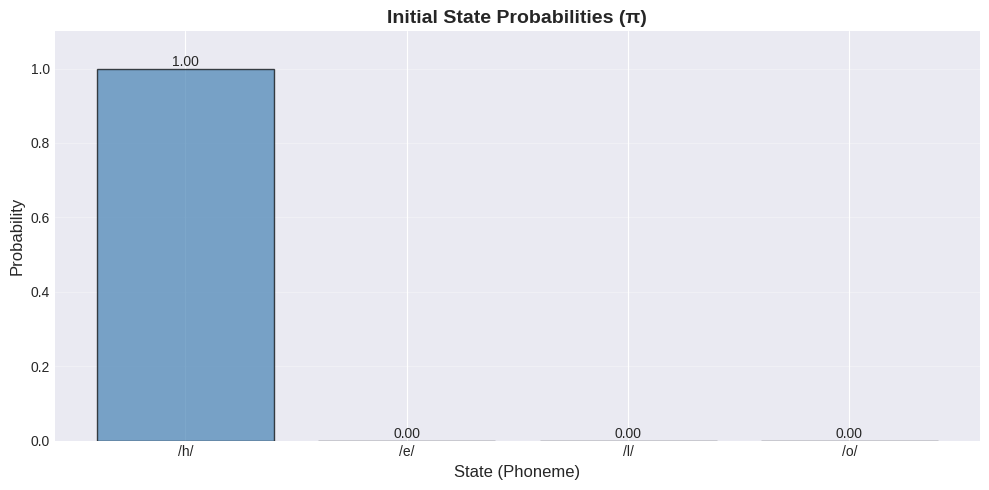 Initial State Probabilities (π)
1.00
1.0
0.8
0.6
0.4
0.2
0.0
Probability
0.00
0.00
0.00
/h/
/e/
/l/
/o/
State (Phoneme)